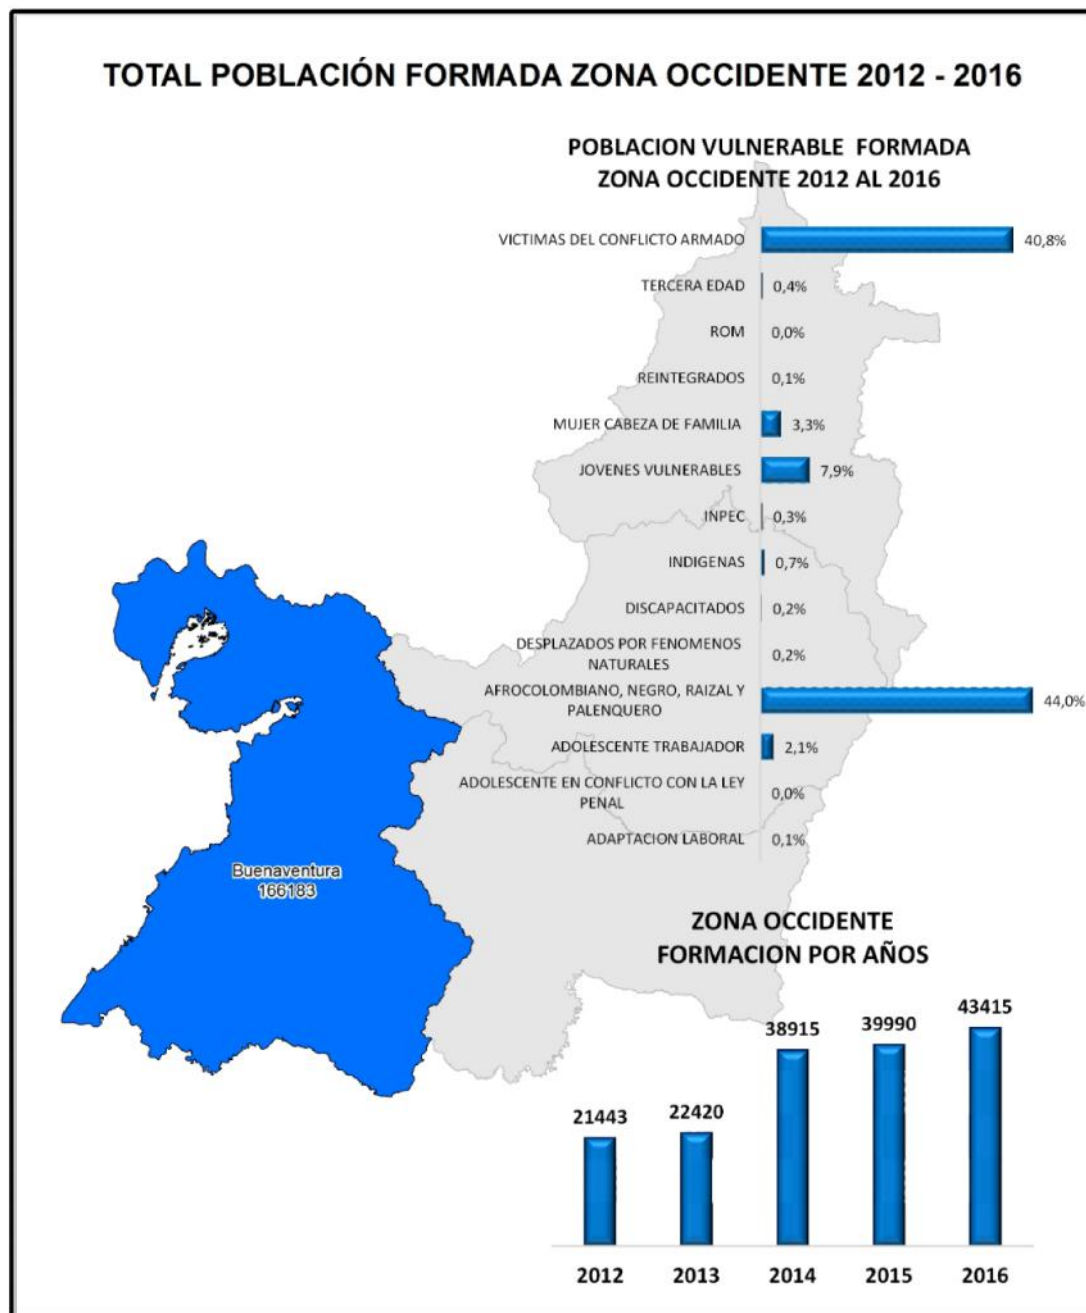 TOTAL POBLACIÓN FORMADA ZONA OCCIDENTE 2012 - 2016
POBLACION VULNERABLE FORMADA
ZONA OCCIDENTE 2012 AL 2016
VICTIMAS DEL CONFLICTO ARMADO 40,8%
TERCERA EDAD 0,4%
ROM 0,0%
REINTEGRADOS 0,1%
MUJER CABEZA DE FAMILIA 3,3%
JOVENES VULNERABLES 7,9%
INPEC 0,3%
INDIGENAS 0,7%
DISCAPACITADOS 0,2%
DESPLAZADOS POR FENOMENOS
NATURALES 0,2%
AFROCOLOMBIANO, NEGRO, RAIZAL Y
PALENQUERO 44,0%
ADOLESCENTE TRABAJADOR 2,1%
ADOLESCENTE EN CONFLICTO CON LA LEY
PENAL 0,0%
ADAPTACION LABORAL 0,1%
Buenaventura
166183
ZONA OCCIDENTE
FORMACION POR AÑOS
21443 22420 38915 39990 43415
2012 2013 2014 2015 2016